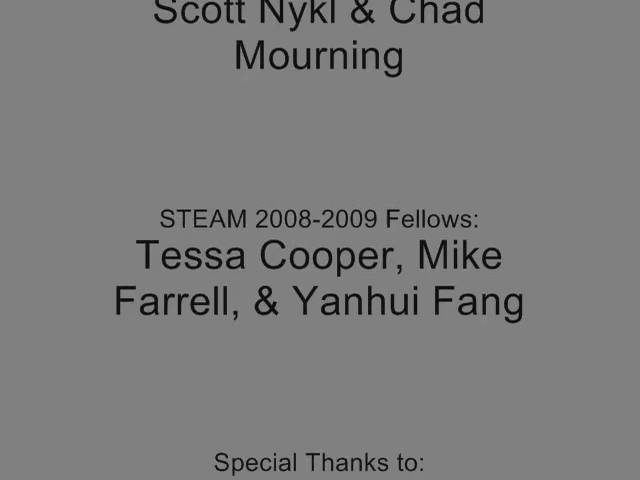 Scott Nykl & Chad
Mourning
STEAM 2008-2009 Fellows:
Tessa Cooper, Mike
Farrell, & Yanhui Fang
Special Thanks to: